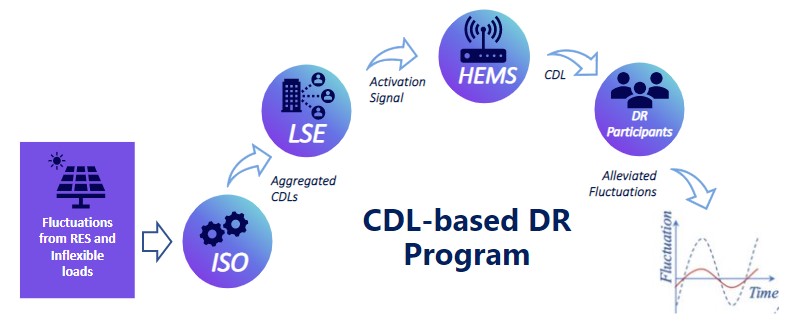 Fluctuations
from RES and
Inflexible
loads
ISO
Aggregated
CDLs
LSE
Activation
Signal
HEMS
CDL
DR
Participants
Alleviated
Fluctuations
CDL-based DR
Program
Fluctuation
Time